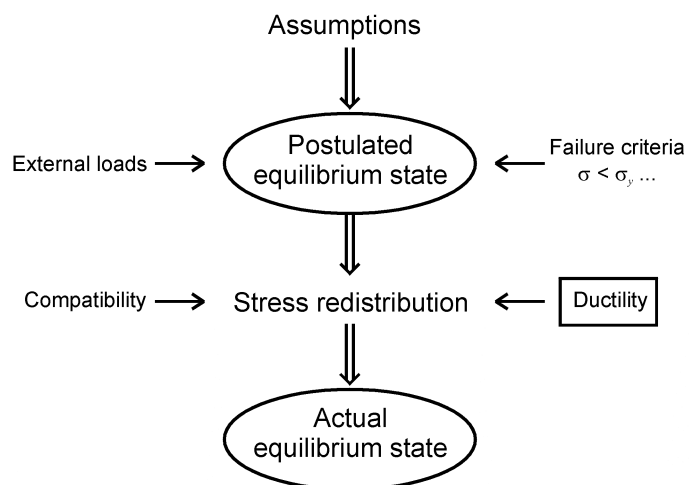 Assumptions
External loads
Postulated
equilibrium state
Failure criteria
σ < σy ...
Compatibility
Stress redistribution
Ductility
Actual
equilibrium state